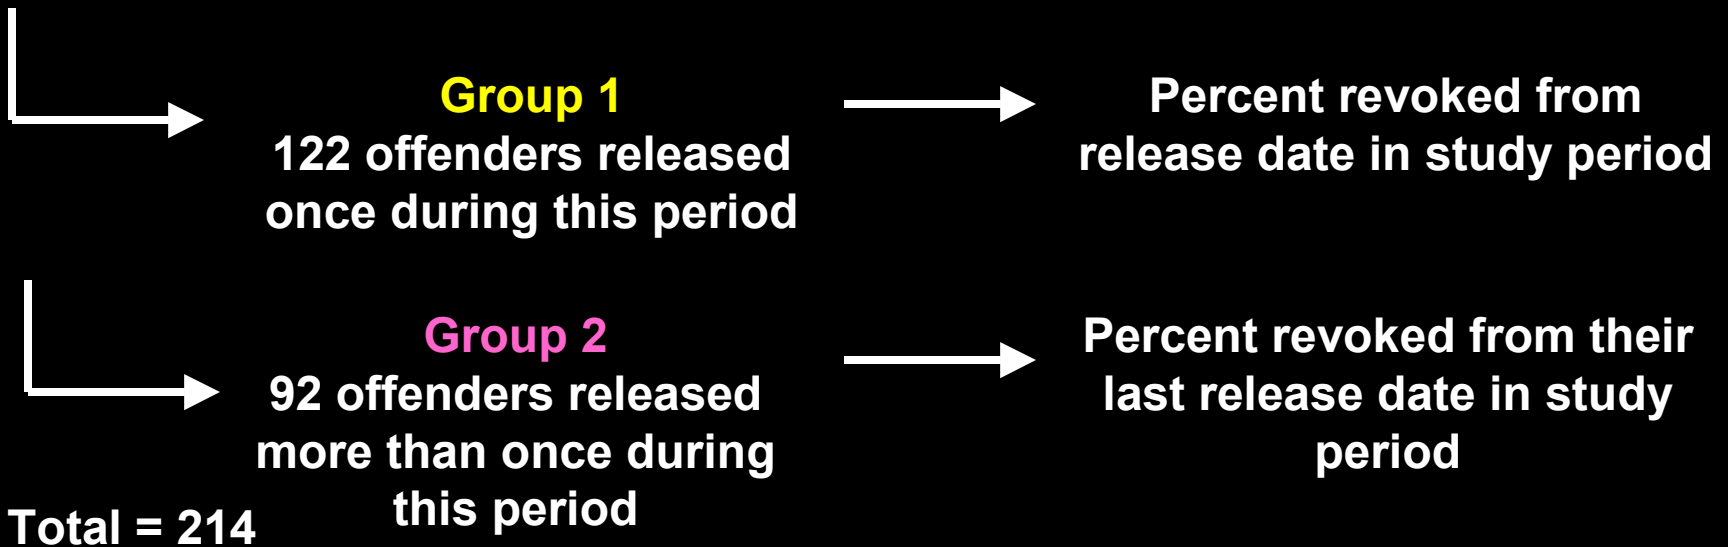 Group 1
122 offenders released
once during this period
Percent revoked from
release date in study period
Group 2
92 offenders released
more than once during
this period
Percent revoked from their
last release date in study
period
Total = 214